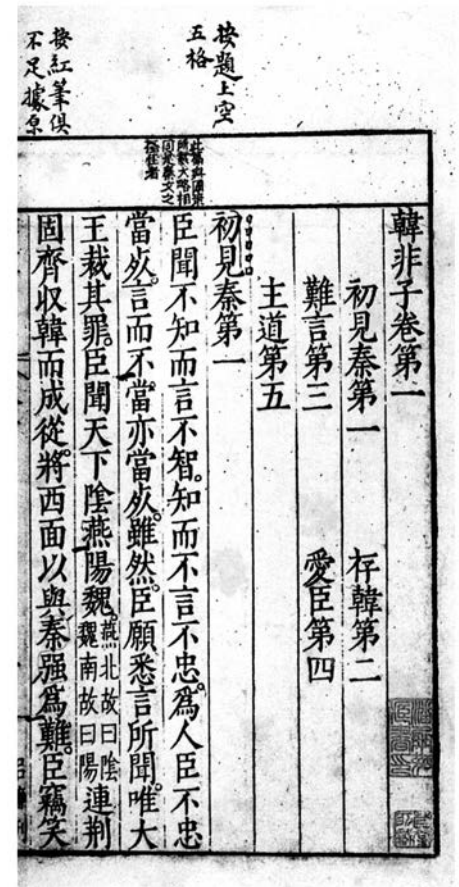 按題上空
五格
按紅筆俱
不足據原
韓非子卷第一
初見秦第一　存韓第二
難言第三　愛臣第四
主道第五
初見秦第一
臣聞不知而言不智。知而不言不忠。爲人臣不忠
當死。言而不當亦當死。雖然。臣願悉言所聞。唯大
王裁其罪。臣聞天下陰燕陽魏。燕北故曰陰魏南故曰陽連荆
固齊収韓而成從。將西面以與秦强爲難。臣竊笑